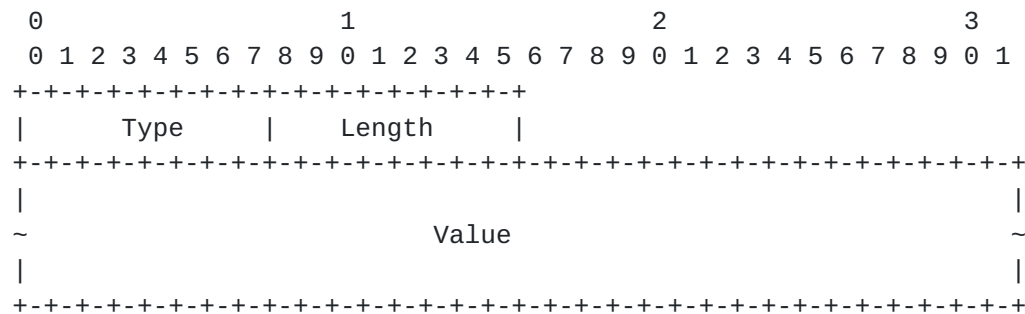 0                   1                   2                   3
 0 1 2 3 4 5 6 7 8 9 0 1 2 3 4 5 6 7 8 9 0 1 2 3 4 5 6 7 8 9 0 1
+-+-+-+-+-+-+-+-+-+-+-+-+-+-+-+-+
|      Type     |    Length     |
+-+-+-+-+-+-+-+-+-+-+-+-+-+-+-+-+-+-+-+-+-+-+-+-+-+-+-+-+-+-+-+-+
|                                                               |
~                          Value                                ~
|                                                               |
+-+-+-+-+-+-+-+-+-+-+-+-+-+-+-+-+-+-+-+-+-+-+-+-+-+-+-+-+-+-+-+-+